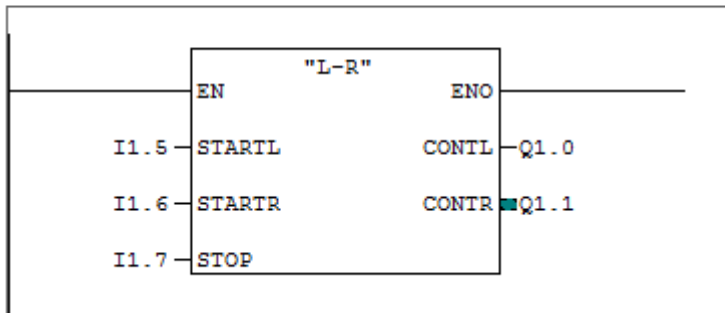 "L-R"
EN ENO
I1.5 STARTL CONTL Q1.0
I1.6 STARTR CONTR Q1.1
I1.7 STOP